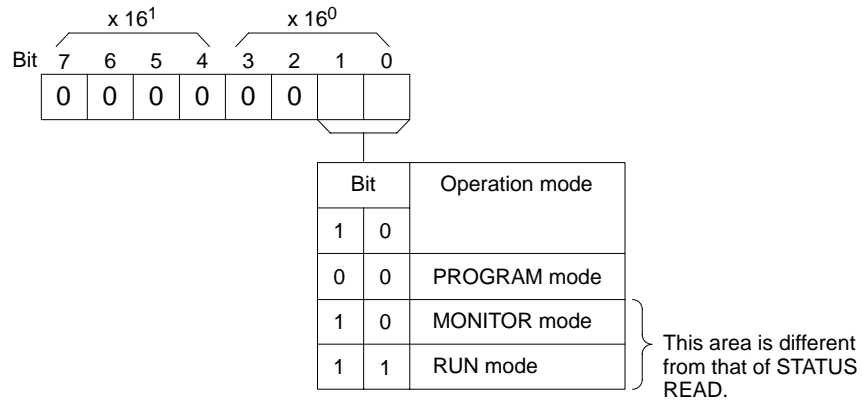 x 16¹ x 16⁰
Bit 7 6 5 4 3 2 1 0
0 0 0 0 0 0
Bit Operation mode
1 0
0 0 PROGRAM mode
1 0 MONITOR mode
1 1 RUN mode
This area is different
from that of STATUS
READ.